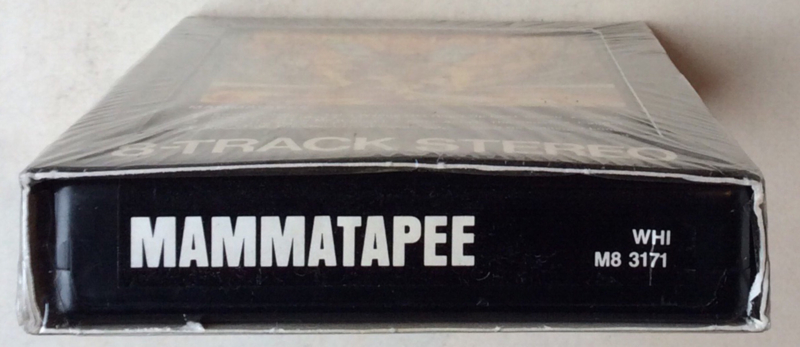 8-TRACK STEREO
MAMMATAPEE
WHI
M8 3171